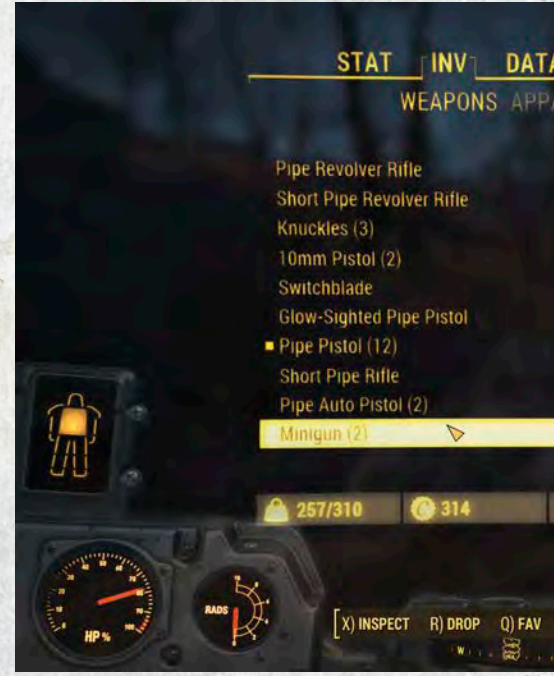 STAT INV DATA
WEAPONS APPA
Pipe Revolver Rifle
Short Pipe Revolver Rifle
Knuckles (3)
10mm Pistol (2)
Switchblade
Glow-Sighted Pipe Pistol
Pipe Pistol (12)
Short Pipe Rifle
Pipe Auto Pistol (2)
Minigun (2)
257/310 314
HP%
RADS
X) INSPECT R) DROP Q) FAV
W